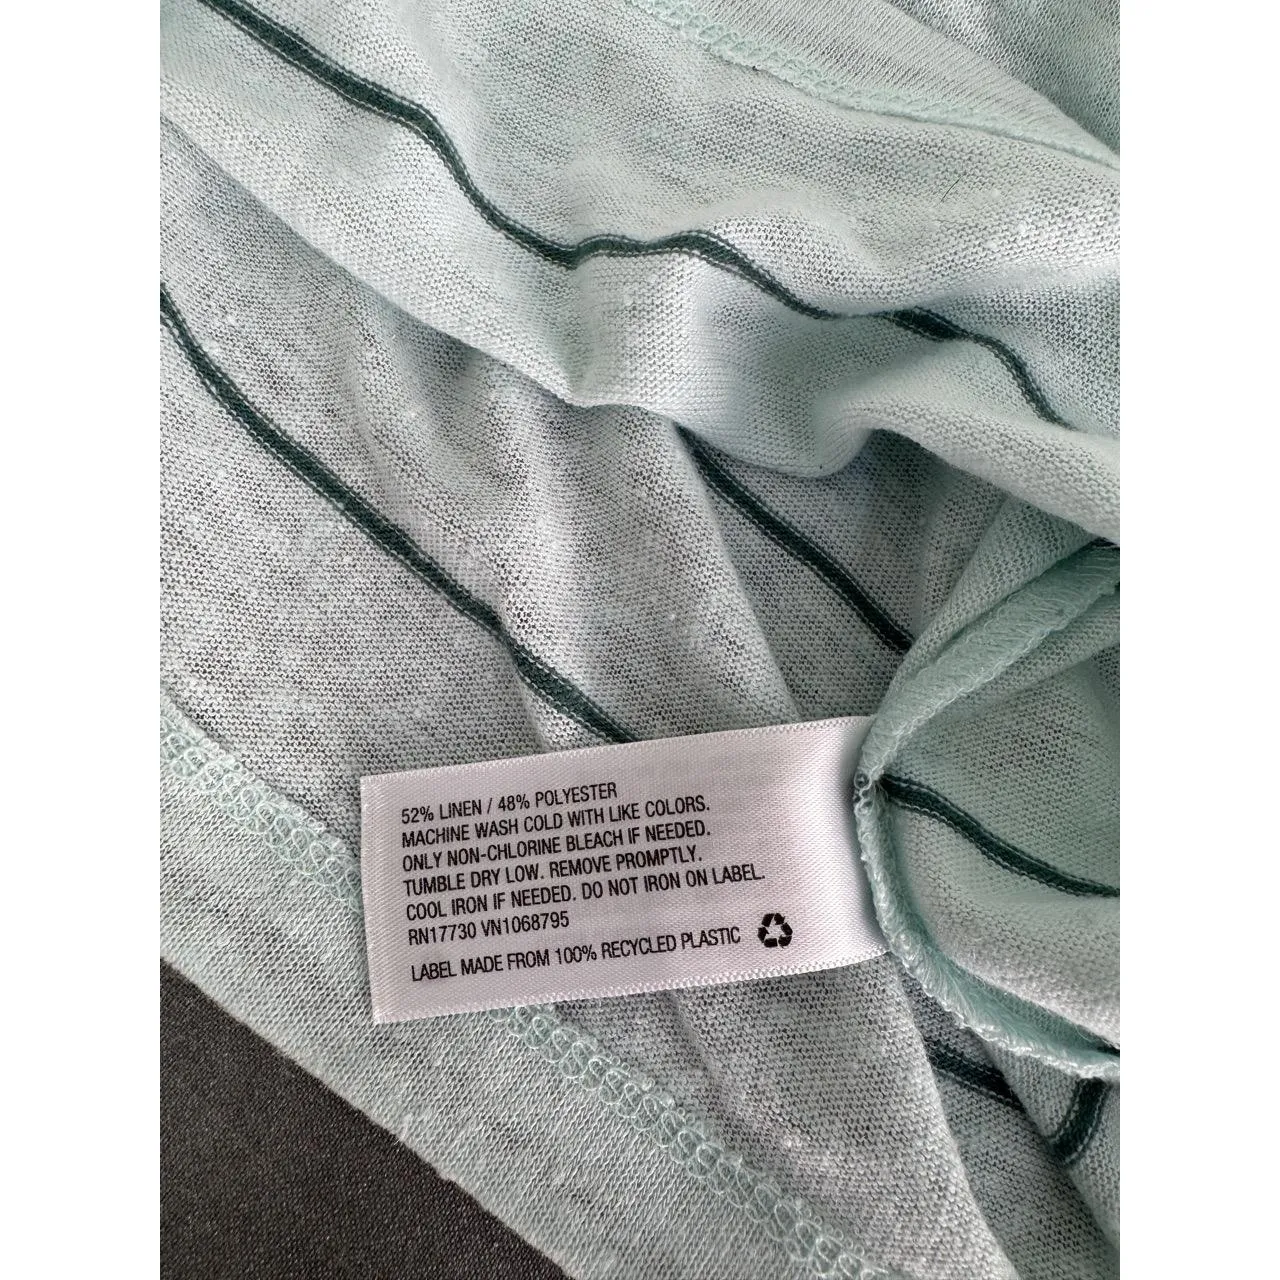 52% LINEN / 48% POLYESTER
MACHINE WASH COLD WITH LIKE COLORS.
ONLY NON-CHLORINE BLEACH IF NEEDED.
TUMBLE DRY LOW. REMOVE PROMPTLY.
COOL IRON IF NEEDED. DO NOT IRON ON LABEL.
RN17730 VN1068795
LABEL MADE FROM 100% RECYCLED PLASTIC